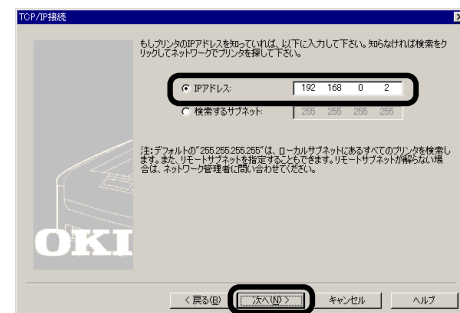 TCP/IP接続
もしプリンタのIPアドレスを知っていれば、以下に入力して下さい。知らなければ検索をク
リックしてネットワークでプリンタを探して下さい。
IPアドレス: 192 168 0 2
検索するサブネット: 255 255 255 255
注:デフォルトの"255.255.255.255"は、ローカルサブネットにあるすべてのプリンタを検索し
ます。また、リモートサブネットを指定することもできます。リモートサブネットが解らない場
合は、ネットワーク管理者に問い合わせてください。
OKI
< 戻る(B) 次へ(N) > キャンセル ヘルプ